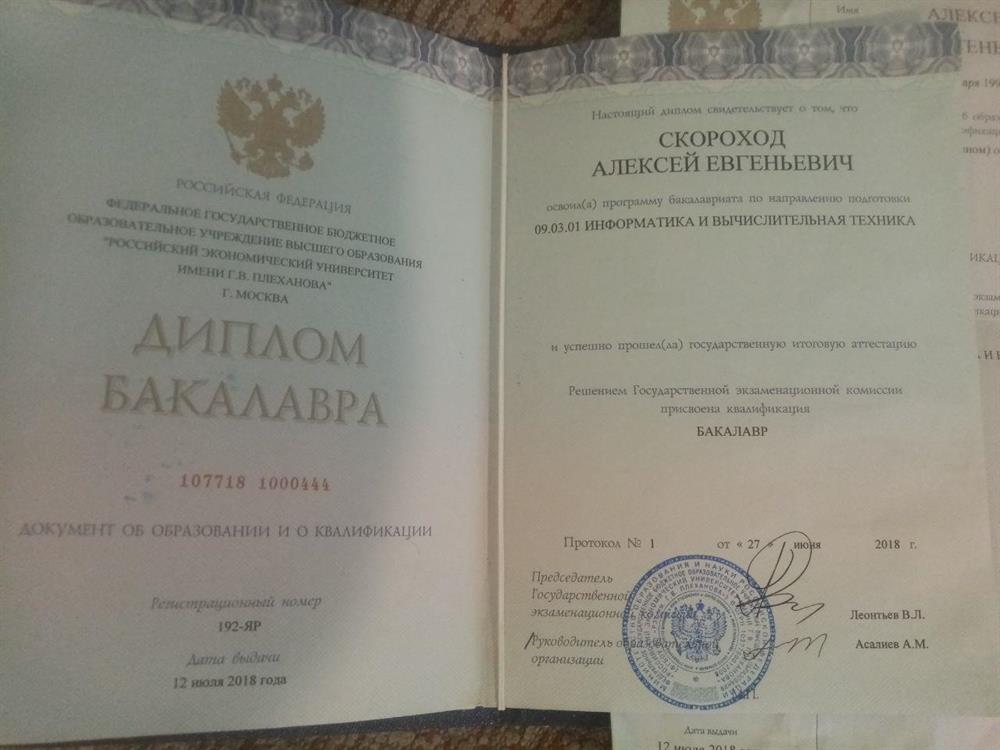 РОССИЙСКАЯ ФЕДЕРАЦИЯ
ФЕДЕРАЛЬНОЕ ГОСУДАРСТВЕННОЕ БЮДЖЕТНОЕ
ОБРАЗОВАТЕЛЬНОЕ УЧРЕЖДЕНИЕ ВЫСШЕГО ОБРАЗОВАНИЯ
"РОССИЙСКИЙ ЭКОНОМИЧЕСКИЙ УНИВЕРСИТЕТ
ИМЕНИ Г.В. ПЛЕХАНОВА"
Г. МОСКВА
ДИПЛОМ
БАКАЛАВРА
107718 1000444
ДОКУМЕНТ ОБ ОБРАЗОВАНИИ И О КВАЛИФИКАЦИИ
Регистрационный номер
192-ЯР
Дата выдачи
12 июля 2018 года
Настоящий диплом свидетельствует о том, что
СКОРОХОД
АЛЕКСЕЙ ЕВГЕНЬЕВИЧ
освоил(а) программу бакалавриата по направлению подготовки
09.03.01 ИНФОРМАТИКА И ВЫЧИСЛИТЕЛЬНАЯ ТЕХНИКА
и успешно прошел(ла) государственную итоговую аттестацию
Решением Государственной экзаменационной комиссии
присвоена квалификация
БАКАЛАВР
Протокол № 1 от « 27 » июня 2018 г.
Председатель
Государственной
экзаменационной
Леонтьев В.Л.
Руководитель
организации
Асалиев А.М.
Имя
Дата выдачи
12 июля 2018